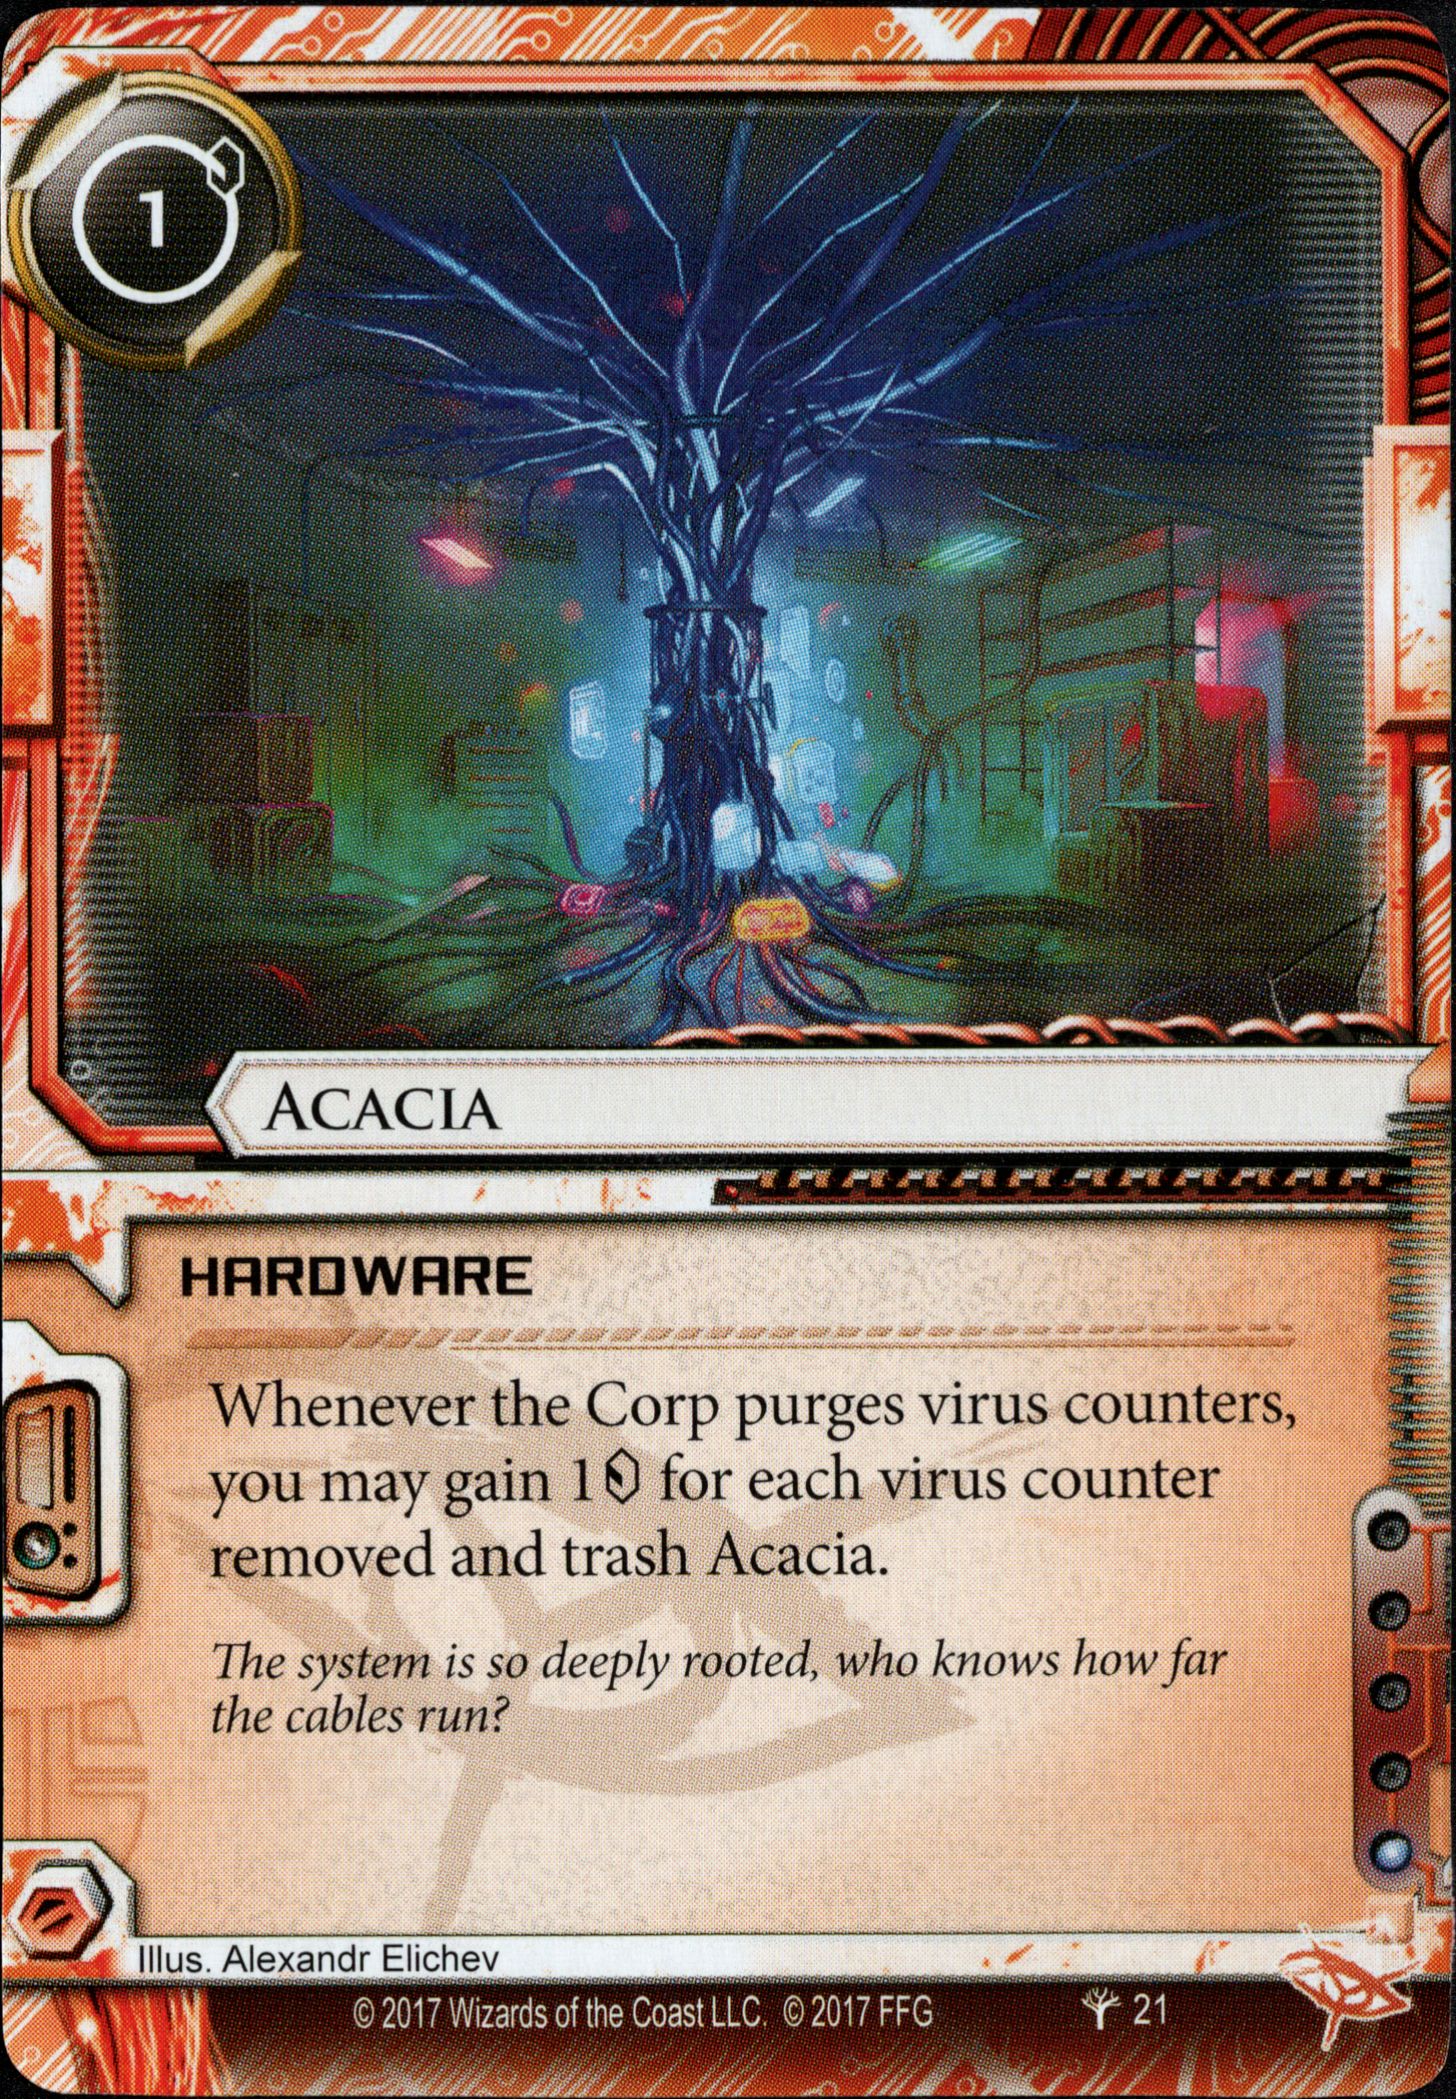 1
ACACIA
HARDWARE
Whenever the Corp purges virus counters,
you may gain 1 for each virus counter
removed and trash Acacia.
The system is so deeply rooted, who knows how far
the cables run?
Illus. Alexandr Elichev
© 2017 Wizards of the Coast LLC. © 2017 FFG 21